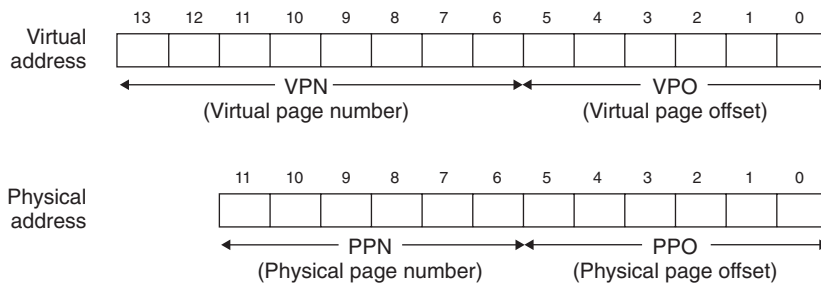 13 12 11 10 9 8 7 6 5 4 3 2 1 0
Virtual
address
VPN VPO
(Virtual page number) (Virtual page offset)
11 10 9 8 7 6 5 4 3 2 1 0
Physical
address
PPN PPO
(Physical page number) (Physical page offset)